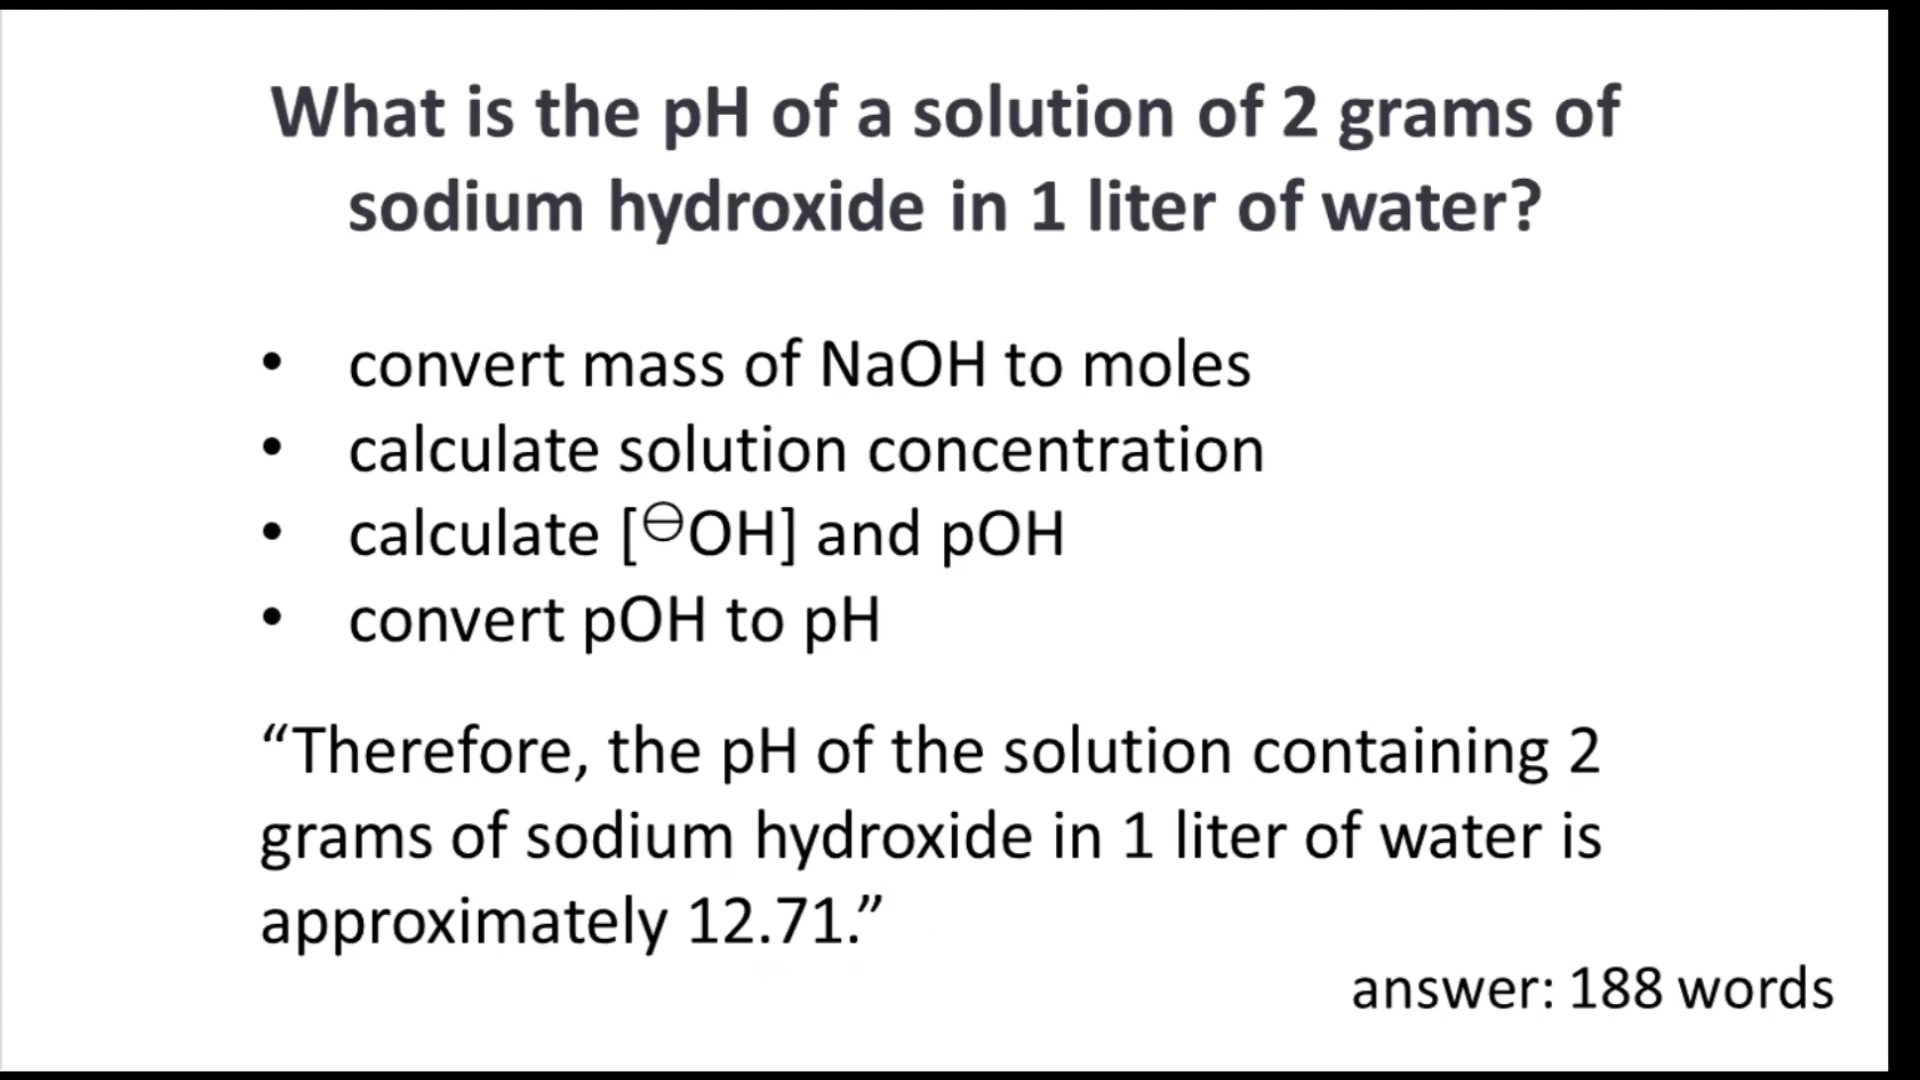 What is the pH of a solution of 2 grams of
sodium hydroxide in 1 liter of water?
• convert mass of NaOH to moles
• calculate solution concentration
• calculate [⊖OH] and pOH
• convert pOH to pH
“Therefore, the pH of the solution containing 2
grams of sodium hydroxide in 1 liter of water is
approximately 12.71.”
answer: 188 words